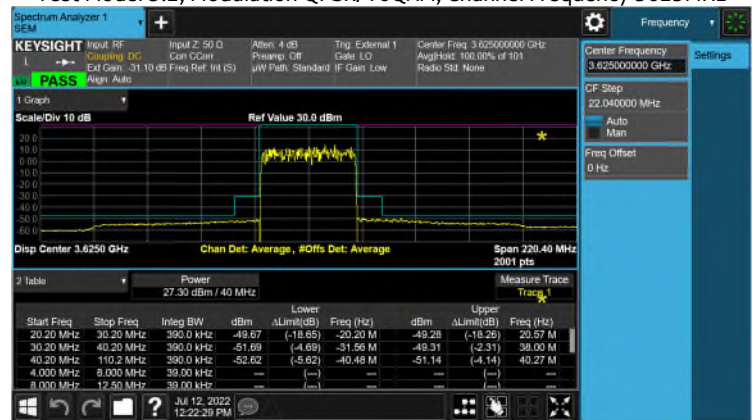 Test Model 3.2, Modulation QPSK/16QAM, Channel Frequency 3625MHz
Spectrum Analyzer 1
SEM
+
Frequency
KEYSIGHT
Input: RF
Coupling: DC
Ext Gain: -31.10 dB
Align: Auto
Input Z: 50 Ω
Corr CCorr
Freq Ref: Int (S)
Atten: 4 dB
Preamp: Off
µW Path: Standard
Trig: External 1
Gate: LO
IF Gain: Low
Center Freq: 3.625000000 GHz
Avg|Hold: 100.00% of 101
Radio Std: None
L
PASS
Center Frequency
3.625000000 GHz
Settings
CF Step
22.040000 MHz
Auto
Man
Freq Offset
0 Hz
1 Graph
Scale/Div 10 dB
Ref Value 30.0 dBm
20.0
10.0
0.00
-10.0
-20.0
-30.0
-40.0
-50.0
-60.0
Disp Center 3.6250 GHz
Chan Det: Average, #Offs Det: Average
Span 220.40 MHz
2001 pts
2 Table
Power
27.30 dBm / 40 MHz
Measure Trace
Trace 1
Lower Upper
Start Freq Stop Freq Integ BW dBm ΔLimit(dB) Freq (Hz) dBm ΔLimit(dB) Freq (Hz)
20.20 MHz 30.20 MHz 390.0 kHz -49.67 (-18.65) -20.20 M -49.28 (-18.26) 20.57 M
30.20 MHz 40.20 MHz 390.0 kHz -51.69 (-4.69) -31.56 M -49.31 (-2.31) 38.00 M
40.20 MHz 110.2 MHz 390.0 kHz -52.62 (-5.62) -40.48 M -51.14 (-4.14) 40.27 M
4.000 MHz 8.000 MHz 39.00 kHz --- (---) --- (---)
8.000 MHz 12.50 MHz 39.00 kHz --- (---) --- (---)
?
Jul 12, 2022
12:22:29 PM